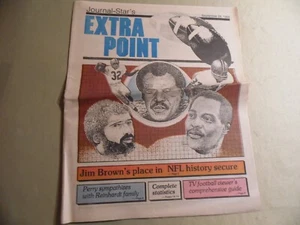 Journal-Star's
EXTRA
POINT
32
Jim Brown's place in NFL history secure
Perry sympathizes
with Reinhardt family
Complete
statistics
TV football viewer's
comprehensive guide